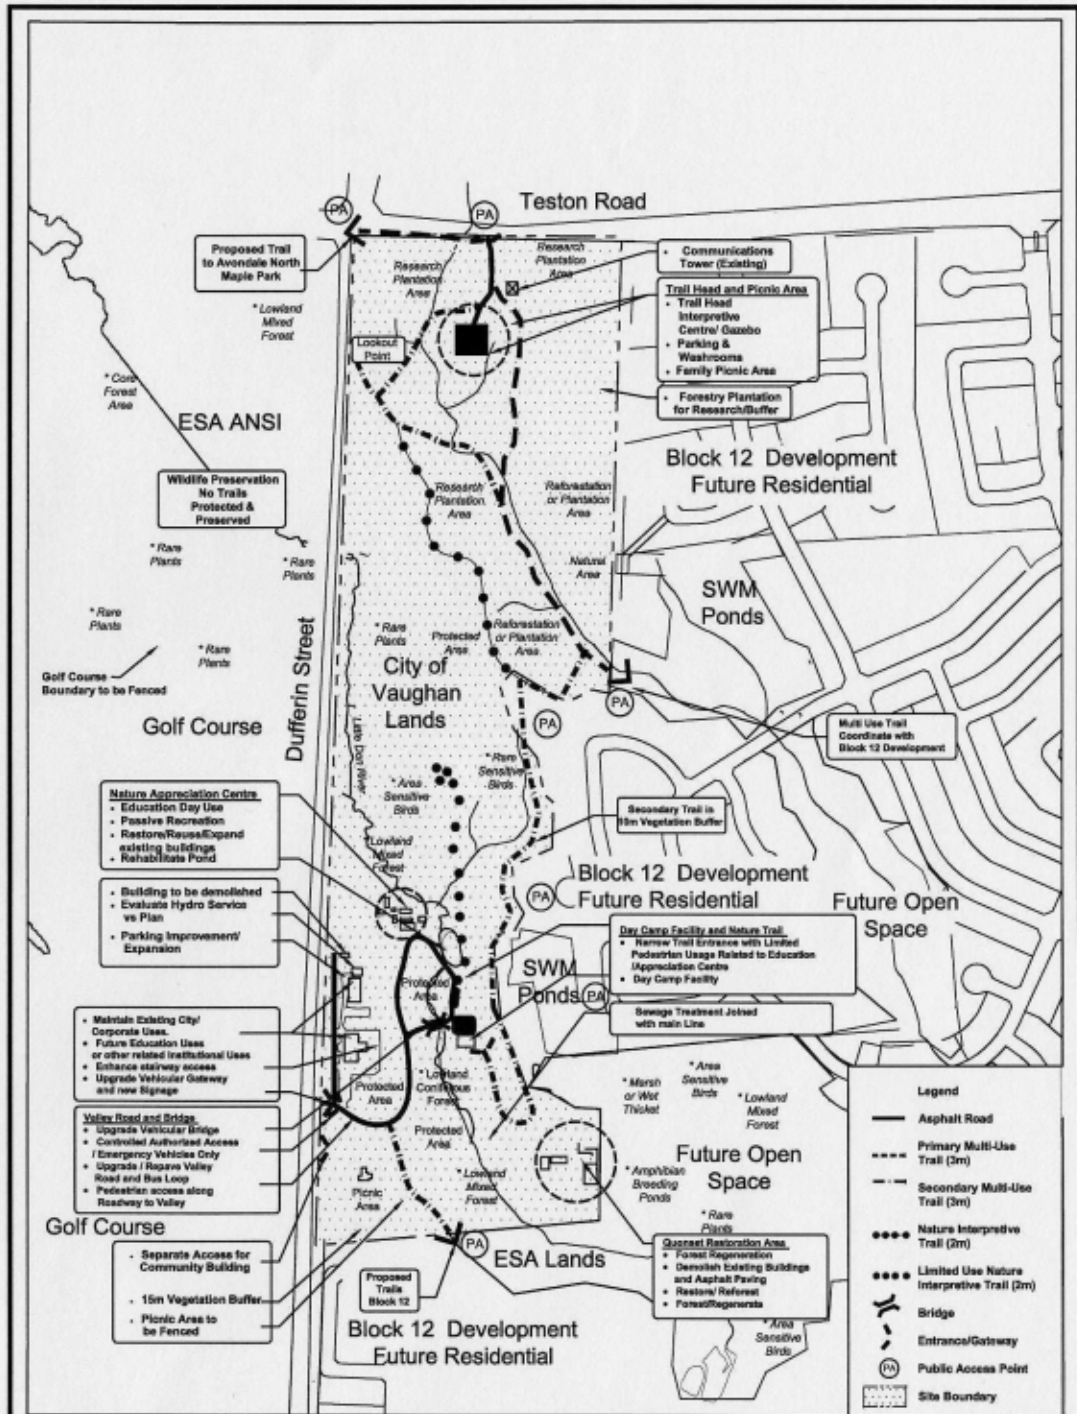 Teston Road
PA
PA
Proposed Trail
to Avondale North
Maple Park
Research
Plantation
Area
Research
Plantation
Area
• Communications
Tower (Existing)
Trail Head and Picnic Area
• Trail Head
Interpretive
Centre/ Gazebo
• Parking &
Washrooms
• Family Picnic Area
* Lowland
Mixed
Forest
Lookout
Point
* Core
Forest
Area
• Forestry Plantation
for Research/Buffer
ESA ANSI
Block 12 Development
Future Residential
Wildlife Preservation
No Trails
Protected &
Preserved
Research
Plantation
Area
Reforestation
or Plantation
Area
* Rare
Plants
* Rare
Plants
Natural
Area
SWM
Ponds
* Rare
Plants
* Rare
Plants
* Rare
Plants
Protected
Area
Reforestation
or Plantation
Area
Golf Course
Boundary to be Fenced
City of
Vaughan
Lands
Dufferin Street
Golf Course
PA
PA
Multi Use Trail
Coordinate with
Block 12 Development
Little Don River
* Rare
Sensitive
Birds
* Area
Sensitive
Birds
Nature Appreciation Centre
• Education Day Use
• Passive Recreation
• Restore/Reuse/Expand
existing buildings
• Rehabilitate Pond
Secondary Trail in
10m Vegetation Buffer
* Lowland
Mixed
Forest
Block 12 Development
Future Residential
PA
Future Open
Space
• Building to be demolished
• Evaluate Hydro Service
vs Plan
• Parking Improvement/
Expansion
Day Camp Facility and Nature Trail
• Narrow Trail Entrance with Limited
Pedestrian Usage Related to Education
/Appreciation Centre
• Day Camp Facility
SWM
Ponds
PA
Protected
Area
• Sewage Treatment Joined
with main Line
• Maintain Existing City/
Corporate Uses.
• Future Education Uses
or other related Institutional Uses
• Enhance stairway access
• Upgrade Vehicular Gateway
and new Signage
* Lowland
Coniferous
Forest
Protected
Area
Protected
Area
* Marsh
or Wet
Thicket
* Area
Sensitive
Birds
* Lowland
Mixed
Forest
Valley Road and Bridge
• Upgrade Vehicular Bridge
• Controlled Authorized Access
/ Emergency Vehicles Only
• Upgrade / Repave Valley
Road and Bus Loop
• Pedestrian access along
Roadway to Valley
Picnic
Area
* Lowland
Mixed
Forest
Future Open
Space
* Amphibian
Breeding
Ponds
* Rare
Plants
Golf Course
PA
ESA Lands
• Separate Access for
Community Building
• 15m Vegetation Buffer
• Picnic Area to
be Fenced
Proposed
Trails
Block 12
Quonset Restoration Area
• Forest Regeneration
• Demolish Existing Buildings
and Asphalt Paving
• Restore/ Reforest
• Forest/Regenerate
* Area
Sensitive
Birds
Block 12 Development
Future Residential
Legend
Asphalt Road
Primary Multi-Use
Trail (3m)
Secondary Multi-Use
Trail (3m)
Nature Interpretive
Trail (2m)
Limited Use Nature
Interpretive Trail (2m)
Bridge
Entrance/Gateway
PA
Public Access Point
Site Boundary